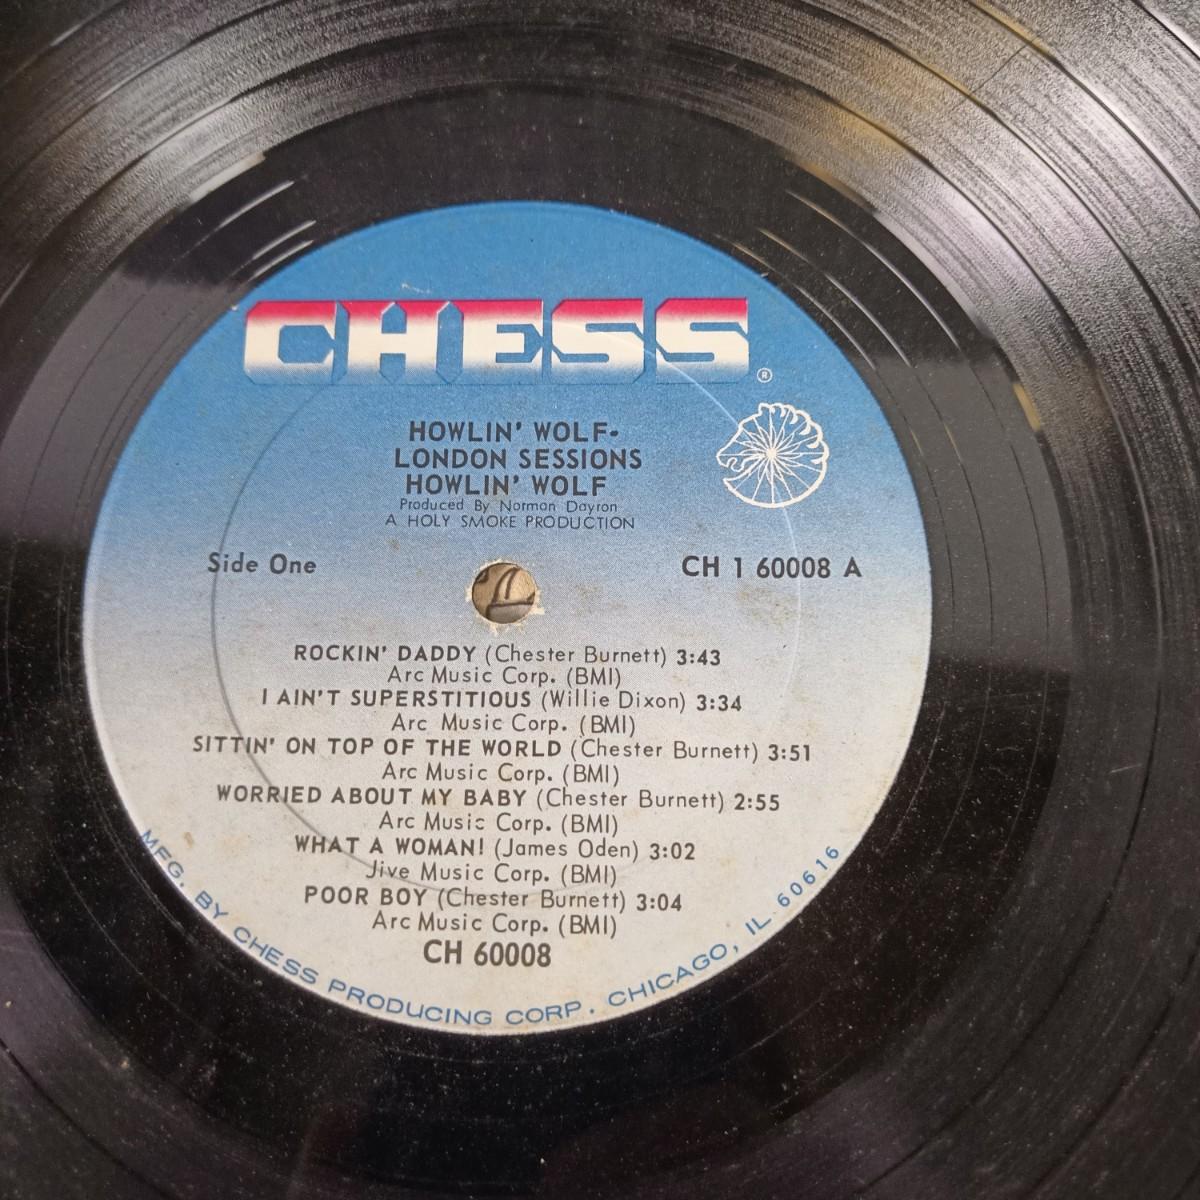 CHESS®
HOWLIN' WOLF-
LONDON SESSIONS
HOWLIN' WOLF
Produced By Norman Dayron
A HOLY SMOKE PRODUCTION
Side One
CH 1 60008 A
ROCKIN' DADDY (Chester Burnett) 3:43
Arc Music Corp. (BMI)
I AIN'T SUPERSTITIOUS (Willie Dixon) 3:34
Arc Music Corp. (BMI)
SITTIN' ON TOP OF THE WORLD (Chester Burnett) 3:51
Arc Music Corp. (BMI)
WORRIED ABOUT MY BABY (Chester Burnett) 2:55
Arc Music Corp. (BMI)
WHAT A WOMAN! (James Oden) 3:02
Jive Music Corp. (BMI)
POOR BOY (Chester Burnett) 3:04
Arc Music Corp. (BMI)
CH 60008
MFG. BY CHESS PRODUCING CORP. CHICAGO, IL 60616